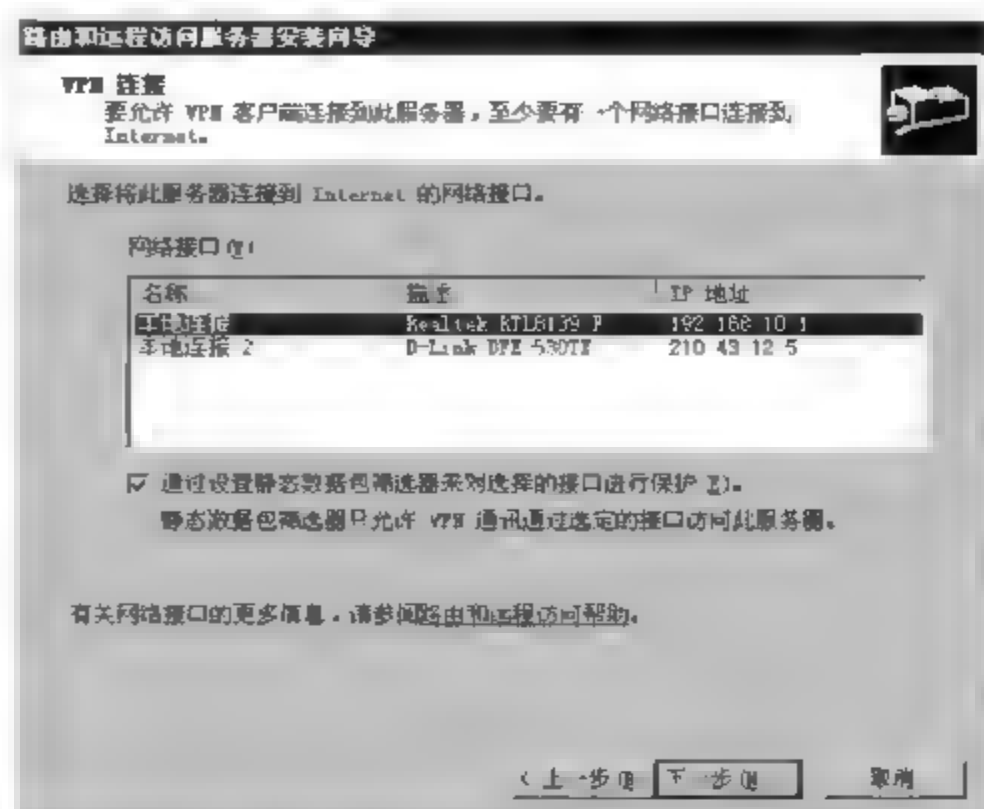 路由和远程访问服务器安装向导
VPN 连接
要允许 VPN 客户端连接到此服务器，至少要有一个网络接口连接到
Internet。
选择将此服务器连接到 Internet 的网络接口。
网络接口(W):
名称 描述 IP 地址
本地连接 Realtek RTL8139 F 192 168 10 1
本地连接 2 D-Link DFE 530TX 210 43 12 5
通过设置静态数据包筛选器来对选择的接口进行保护(E)。
静态数据包筛选器只允许 VPN 通讯通过选定的接口访问此服务器。
有关网络接口的更多信息，请参阅路由和远程访问帮助。
< 上一步(B) 下一步(N) 取消